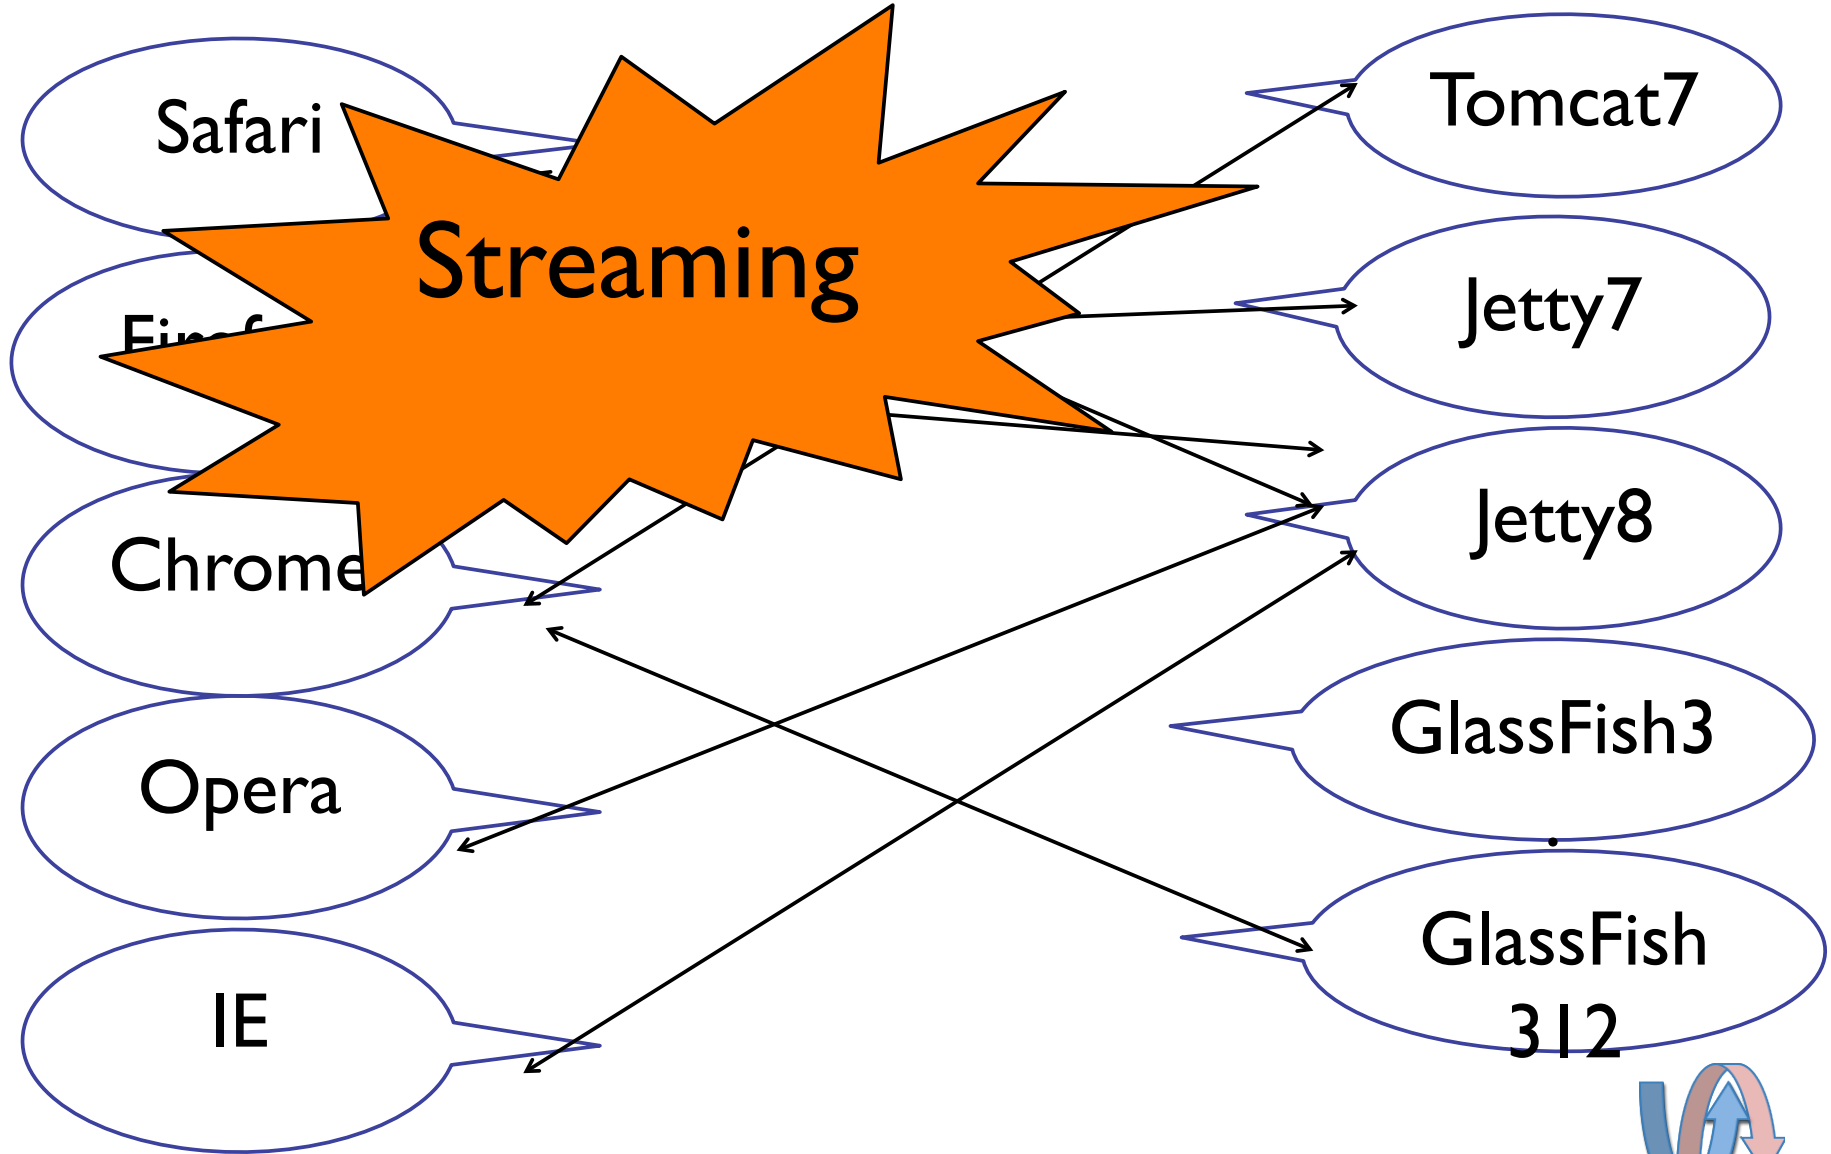 Safari
Streaming
Chrome
Opera
IE
Tomcat7
Jetty7
Jetty8
GlassFish3
.
GlassFish
312